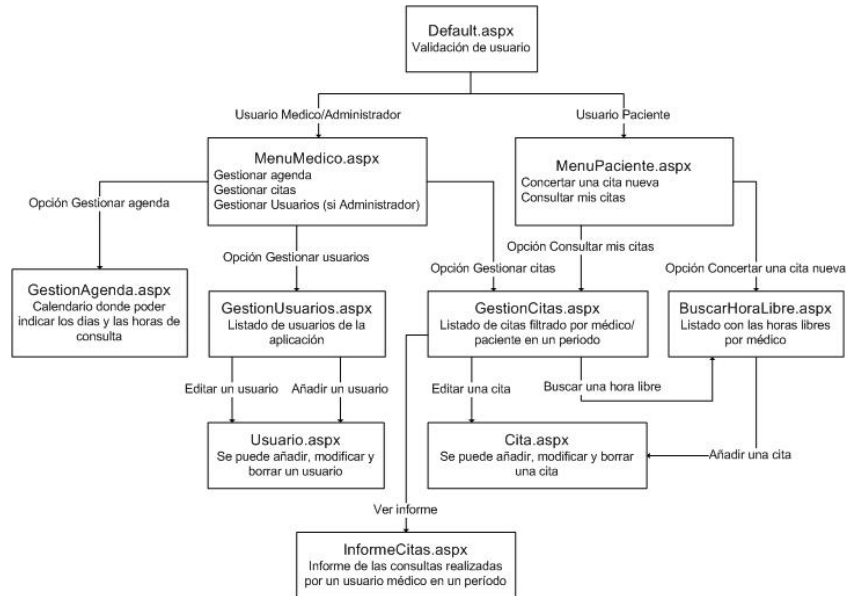 Default.aspx
Validación de usuario
Usuario Medico/Administrador
Usuario Paciente
MenuMedico.aspx
Gestionar agenda
Gestionar citas
Gestionar Usuarios (si Administrador)
MenuPaciente.aspx
Concertar una cita nueva
Consultar mis citas
Opción Gestionar agenda
Opción Gestionar usuarios
Opción Consultar mis citas
Opción Gestionar citas
Opción Concertar una cita nueva
GestionAgenda.aspx
Calendario donde poder
indicar los dias y las horas de
consulta
GestionUsuarios.aspx
Listado de usuarios de la
aplicación
GestionCitas.aspx
Listado de citas filtrado por médico/
paciente en un periodo
BuscarHoraLibre.aspx
Listado con las horas libres
por médico
Editar un usuario
Añadir un usuario
Editar una cita
Buscar una hora libre
Usuario.aspx
Se puede añadir, modificar y
borrar un usuario
Cita.aspx
Se puede añadir, modificar y borrar
una cita
Añadir una cita
Ver informe
InformeCitas.aspx
Informe de las consultas realizadas
por un usuario médico en un período